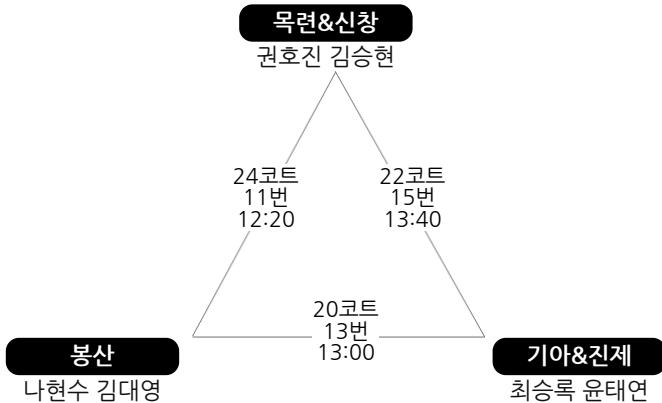 목련&신창
권호진 김승현
24코트
11번
12:20
22코트
15번
13:40
20코트
13번
13:00
봉산
나현수 김대영
기아&진제
최승록 윤태연